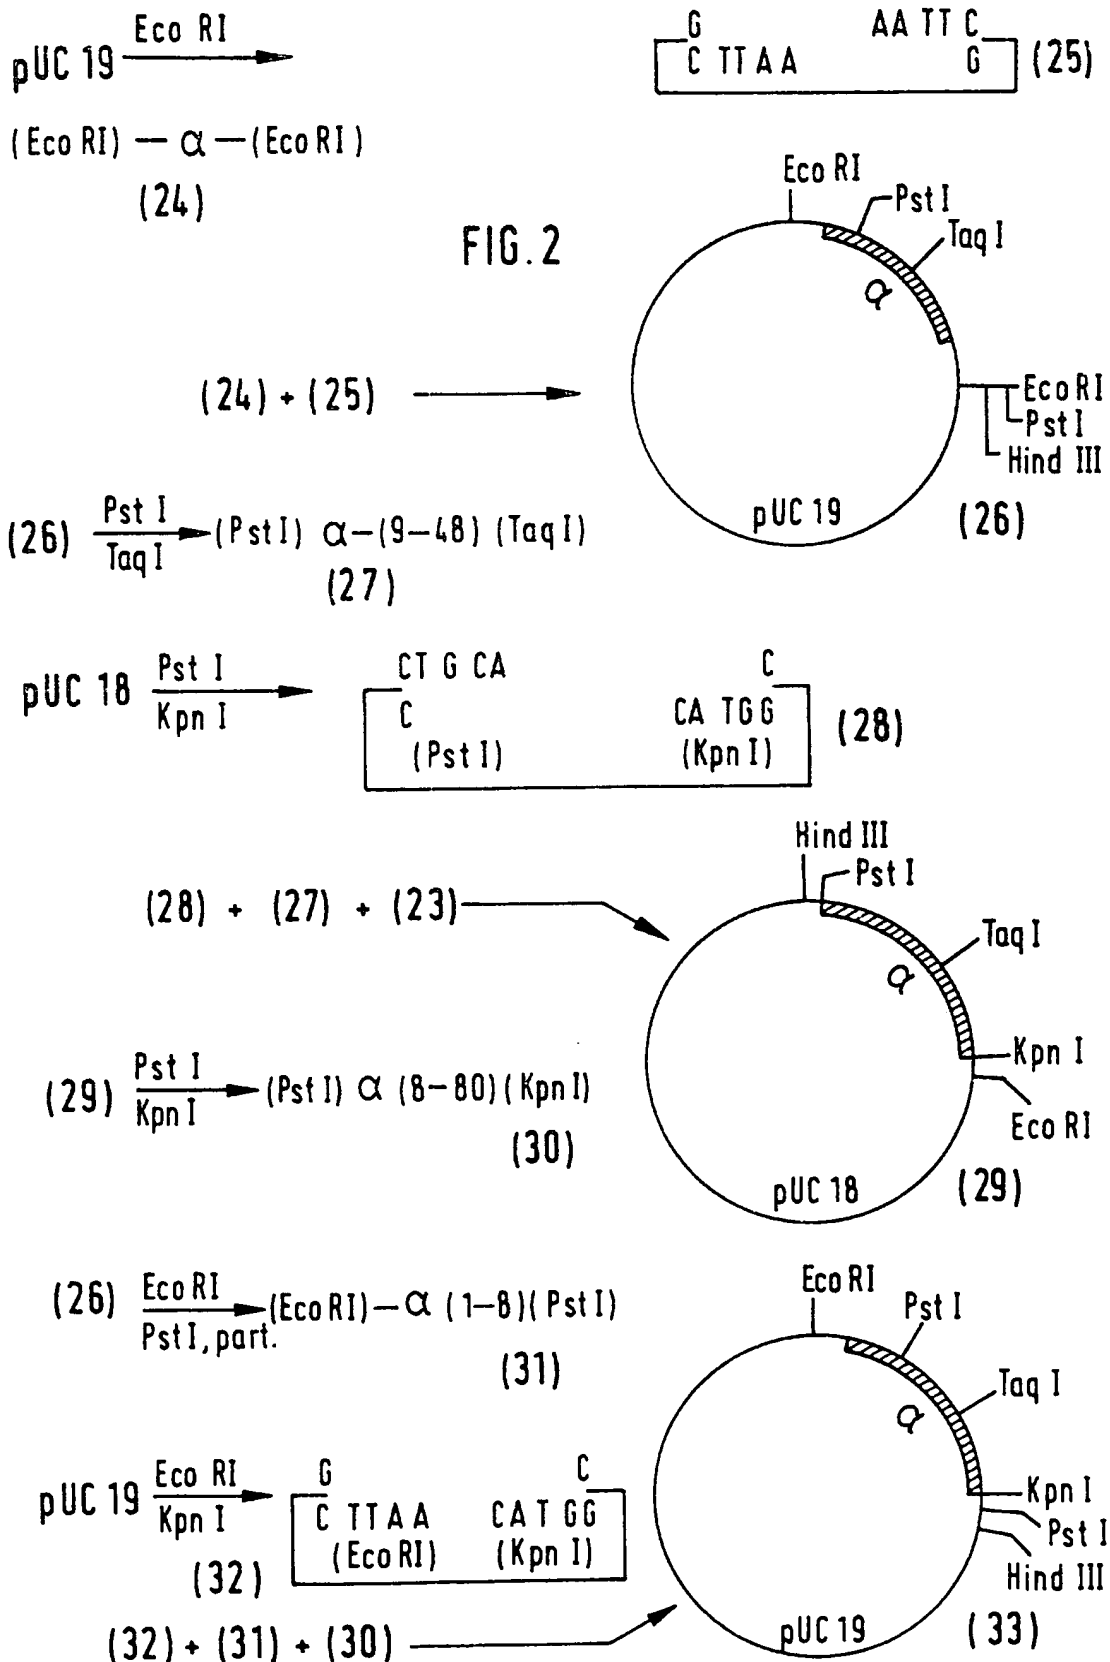 pUC 19 Eco RI
G AA TT C
C TT A A G (25)
(Eco RI) — α — (Eco RI)
(24)
FIG. 2
Eco RI
Pst I
Taq I
α
(24) + (25)
Eco RI
Pst I
Hind III
pUC 19
(26)
(26) Pst I
Taq I
(Pst I) α-(9-48) (Taq I)
(27)
pUC 18 Pst I
Kpn I
CT G CA C
C CA TG G
(Pst I) (Kpn I)
(28)
(28) + (27) + (23)
Hind III
Pst I
Taq I
α
Kpn I
Eco RI
pUC 18
(29)
(29) Pst I
Kpn I
(Pst I) α (8-80) (Kpn I)
(30)
(26) Eco RI
Pst I, part.
(Eco RI) - α (1-8) (Pst I)
(31)
Eco RI
Pst I
Taq I
α
Kpn I
Pst I
Hind III
pUC 19
(33)
pUC 19 Eco RI
Kpn I
G C
C TT A A CA T GG
(Eco RI) (Kpn I)
(32)
(32) + (31) + (30)